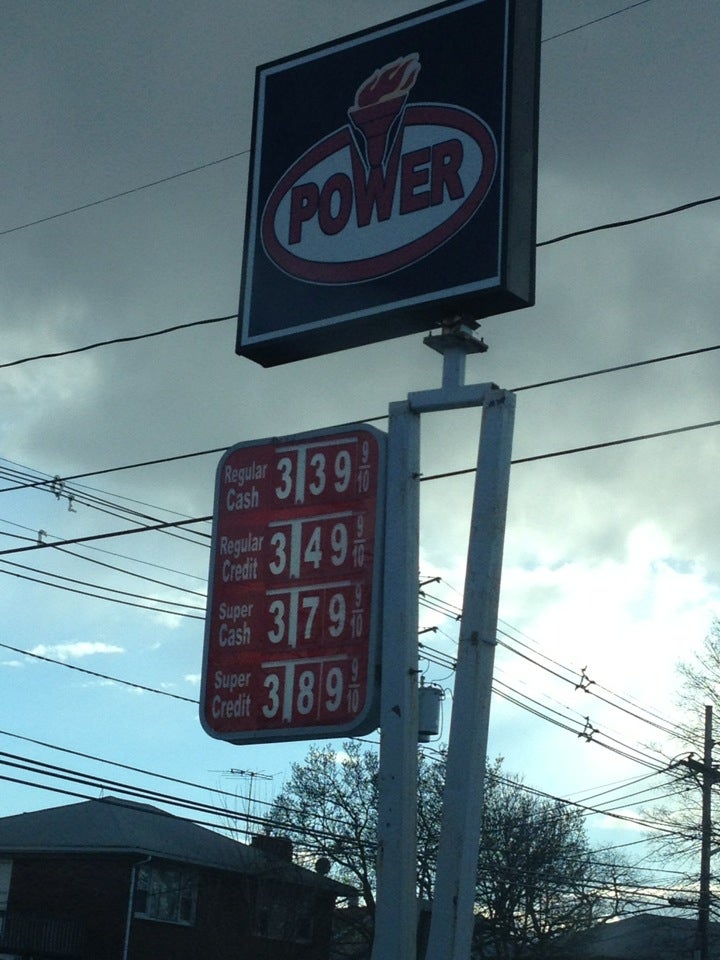 POWER
Regular Cash 3 39 9/10
Regular Credit 3 49 9/10
Super Cash 3 79 9/10
Super Credit 3 89 9/10